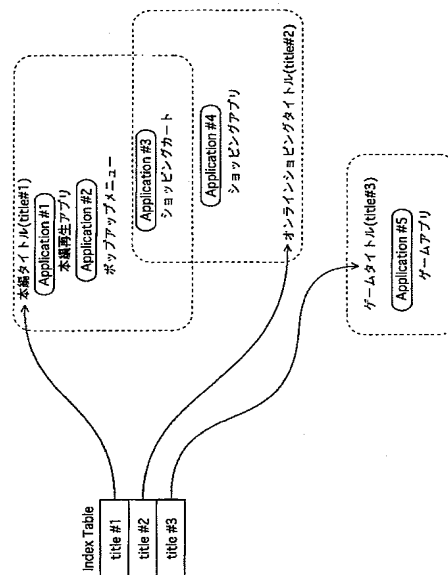 Index Table
title #1
title #2
title #3
本編タイトル(title#1)
Application #1
本編再生アプリ
Application #2
ポップアップメニュー
Application #3
ショッピングカート
Application #4
ショッピングアプリ
オンラインショッピングタイトル(title#2)
ゲームタイトル(title#3)
Application #5
ゲームアプリ